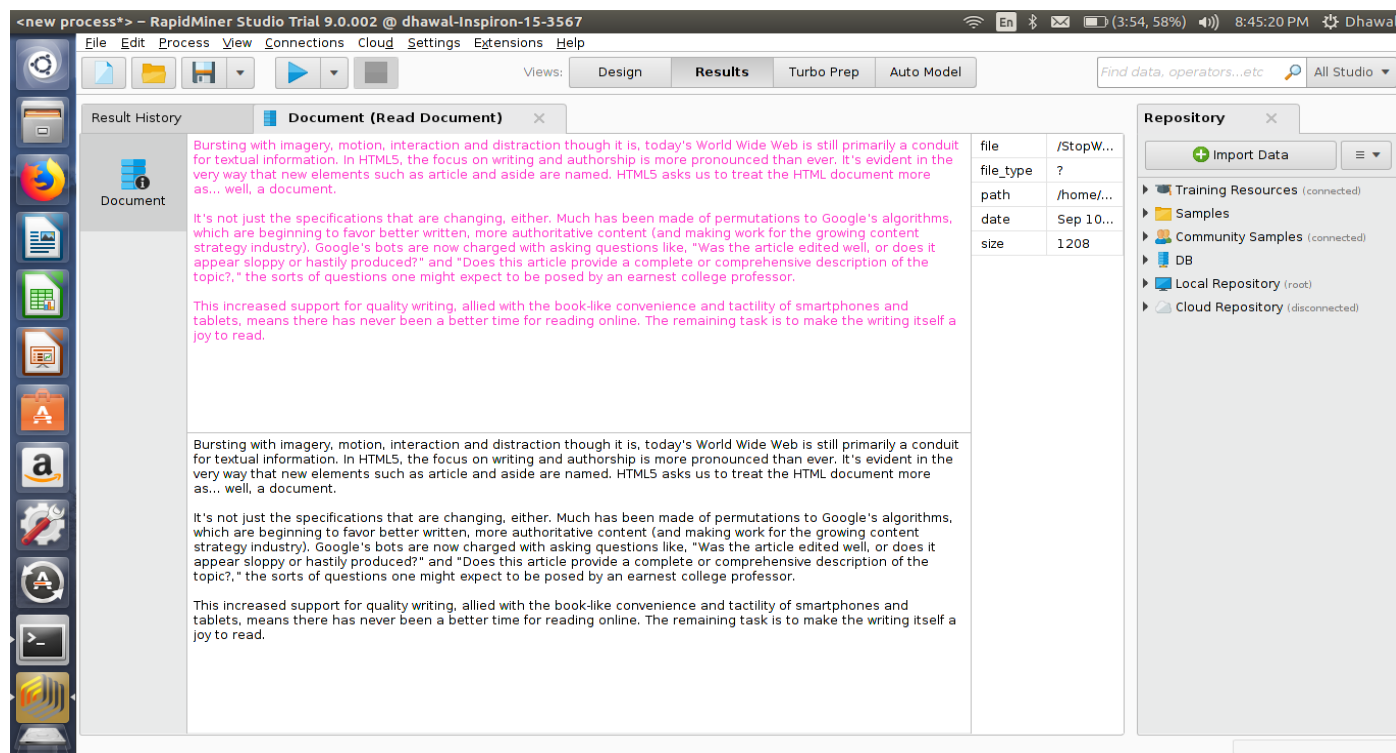 <new process*> – RapidMiner Studio Trial 9.0.002 @ dhawal-Inspiron-15-3567
En
(3:54, 58%)
8:45:20 PM
Dhawal
File Edit Process View Connections Cloud Settings Extensions Help
Views:
Design
Results
Turbo Prep
Auto Model
Find data, operators...etc
All Studio
Result History
Document (Read Document)
Document
Bursting with imagery, motion, interaction and distraction though it is, today's World Wide Web is still primarily a conduit
for textual information. In HTML5, the focus on writing and authorship is more pronounced than ever. It's evident in the
very way that new elements such as article and aside are named. HTML5 asks us to treat the HTML document more
as... well, a document.
It's not just the specifications that are changing, either. Much has been made of permutations to Google's algorithms,
which are beginning to favor better written, more authoritative content (and making work for the growing content
strategy industry). Google's bots are now charged with asking questions like, "Was the article edited well, or does it
appear sloppy or hastily produced?" and "Does this article provide a complete or comprehensive description of the
topic?," the sorts of questions one might expect to be posed by an earnest college professor.
This increased support for quality writing, allied with the book-like convenience and tactility of smartphones and
tablets, means there has never been a better time for reading online. The remaining task is to make the writing itself a
joy to read.
Bursting with imagery, motion, interaction and distraction though it is, today's World Wide Web is still primarily a conduit
for textual information. In HTML5, the focus on writing and authorship is more pronounced than ever. It's evident in the
very way that new elements such as article and aside are named. HTML5 asks us to treat the HTML document more
as... well, a document.
It's not just the specifications that are changing, either. Much has been made of permutations to Google's algorithms,
which are beginning to favor better written, more authoritative content (and making work for the growing content
strategy industry). Google's bots are now charged with asking questions like, "Was the article edited well, or does it
appear sloppy or hastily produced?" and "Does this article provide a complete or comprehensive description of the
topic?," the sorts of questions one might expect to be posed by an earnest college professor.
This increased support for quality writing, allied with the book-like convenience and tactility of smartphones and
tablets, means there has never been a better time for reading online. The remaining task is to make the writing itself a
joy to read.
file /StopW...
file_type ?
path /home/...
date Sep 10...
size 1208
Repository
Import Data
Training Resources (connected)
Samples
Community Samples (connected)
DB
Local Repository (root)
Cloud Repository (disconnected)